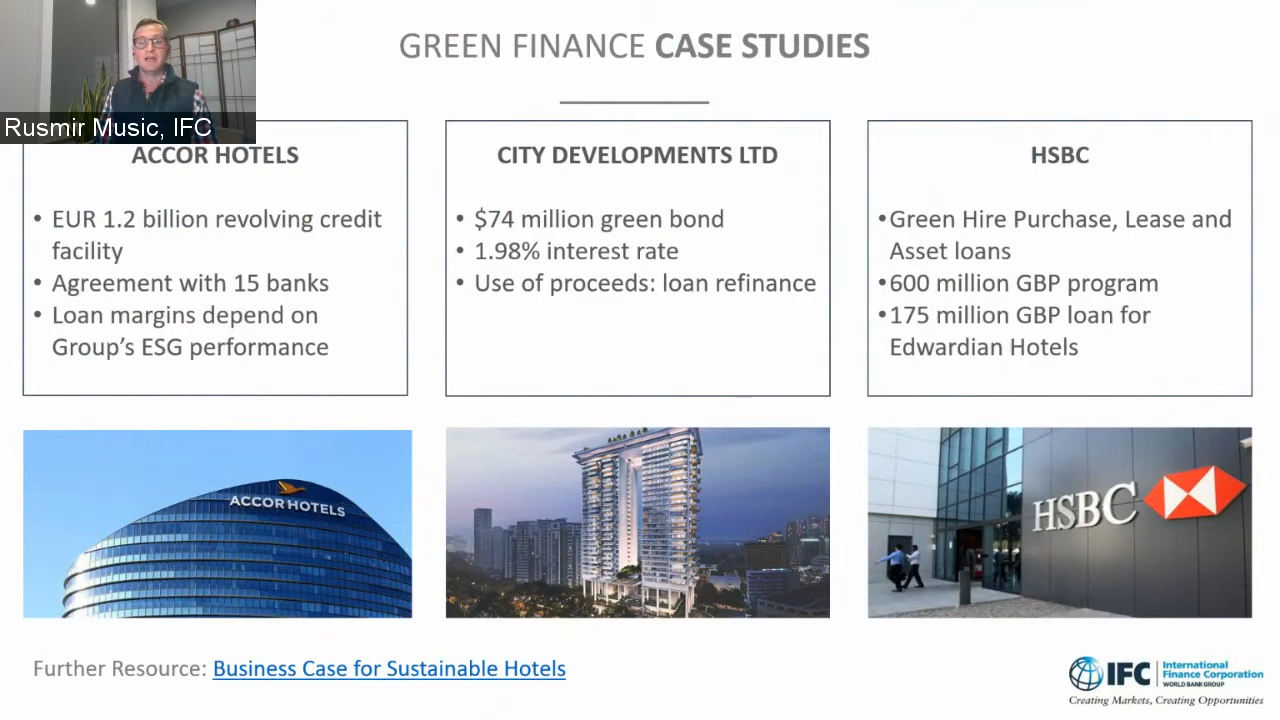 GREEN FINANCE CASE STUDIES
Rusmir Music, IFC
ACCOR HOTELS
• EUR 1.2 billion revolving credit
facility
• Agreement with 15 banks
• Loan margins depend on
Group's ESG performance
CITY DEVELOPMENTS LTD
• $74 million green bond
• 1.98% interest rate
• Use of proceeds: loan refinance
HSBC
•Green Hire Purchase, Lease and
Asset loans
•600 million GBP program
•175 million GBP loan for
Edwardian Hotels
ACCOR HOTELS
HSBC
Further Resource: Business Case for Sustainable Hotels
IFC
International
Finance Corporation
WORLD BANK GROUP
Creating Markets, Creating Opportunities